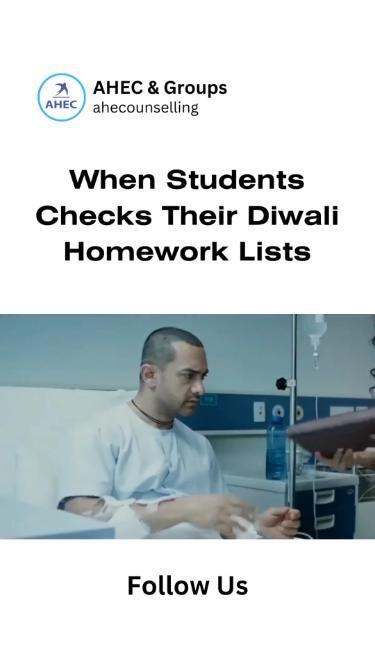 AHEC
AHEC & Groups
ahecounselling
When Students
Checks Their Diwali
Homework Lists
Follow Us